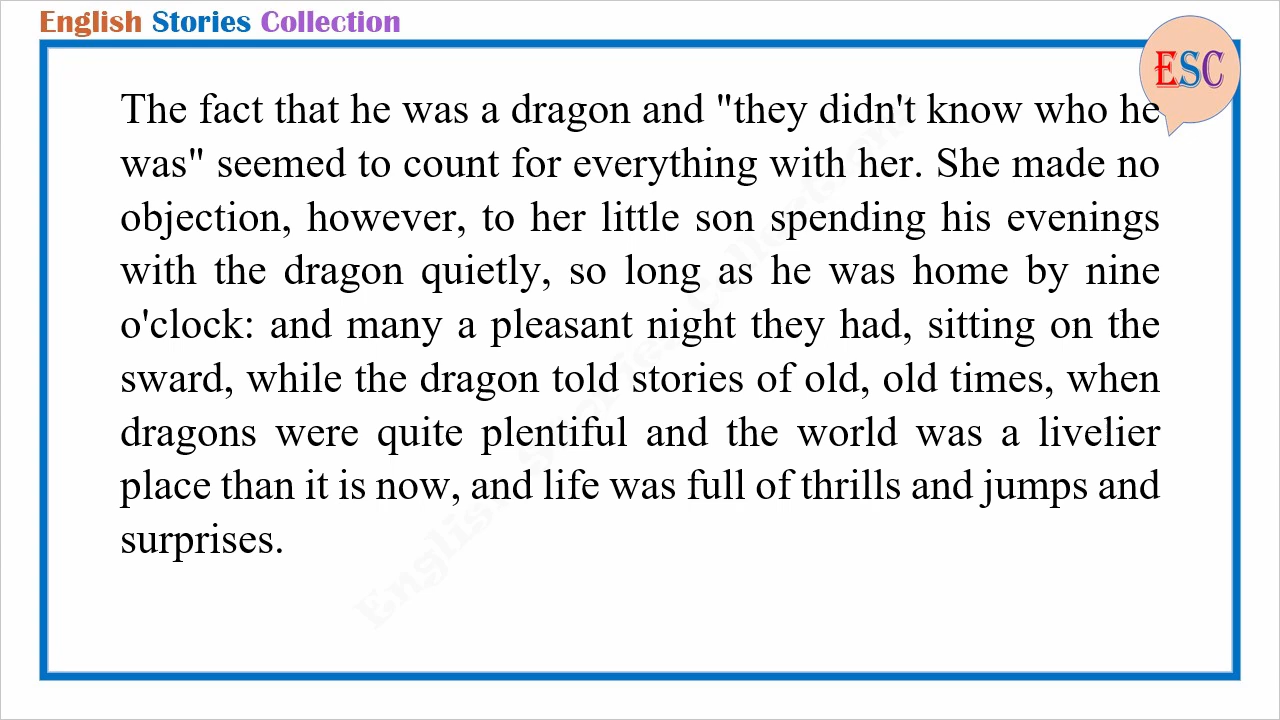 English Stories Collection
ESC
The fact that he was a dragon and "they didn't know who he
was" seemed to count for everything with her. She made no
objection, however, to her little son spending his evenings
with the dragon quietly, so long as he was home by nine
o'clock: and many a pleasant night they had, sitting on the
sward, while the dragon told stories of old, old times, when
dragons were quite plentiful and the world was a livelier
place than it is now, and life was full of thrills and jumps and
surprises.
English Stories Collection